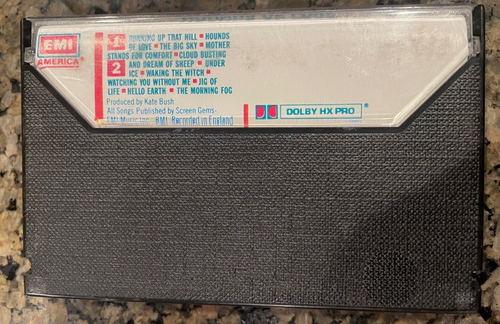 EMI
AMERICA®
1 RUNNING UP THAT HILL ▪ HOUNDS
OF LOVE ▪ THE BIG SKY ▪ MOTHER
STANDS FOR COMFORT ▪ CLOUD BUSTING
2 AND DREAM OF SHEEP ▪ UNDER
ICE ▪ WAKING THE WITCH ▪
WATCHING YOU WITHOUT ME ▪ JIG OF
LIFE ▪ HELLO EARTH ▪ THE MORNING FOG
Produced by Kate Bush
All Songs Published by Screen Gems-
EMI Music Inc. BMI Recorded in England
DOLBY HX PRO®